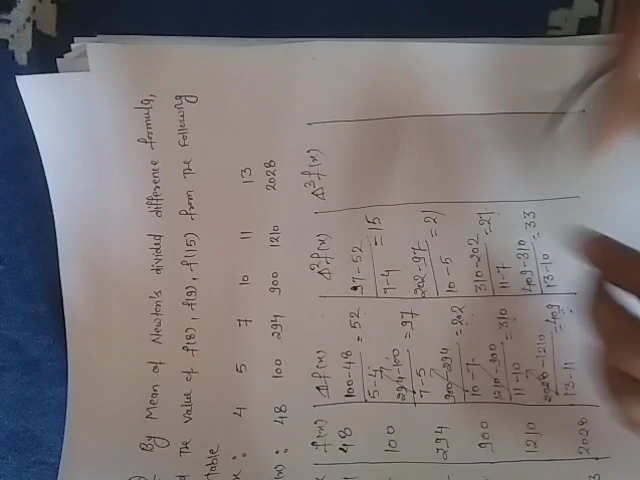 By Mean of Newton's divided difference formula,
the value of f(8), f(9), f(15) from the following
table
x : 4 5 7 10 11 13
f(x) : 48 100 294 900 1210 2028
f(x) Δf(x) Δ²f(x) Δ³f(x)
48
100-48 / 5-4 = 52
97-52 / 7-4 = 15
100
294-100 / 7-5 = 97
202-97 / 10-5 = 21
294
900-294 / 10-7 = 202
310-202 / 11-7 = 27
900
1210-900 / 11-10 = 310
409-310 / 13-10 = 33
1210
2028-1210 / 13-11 = 409
2028